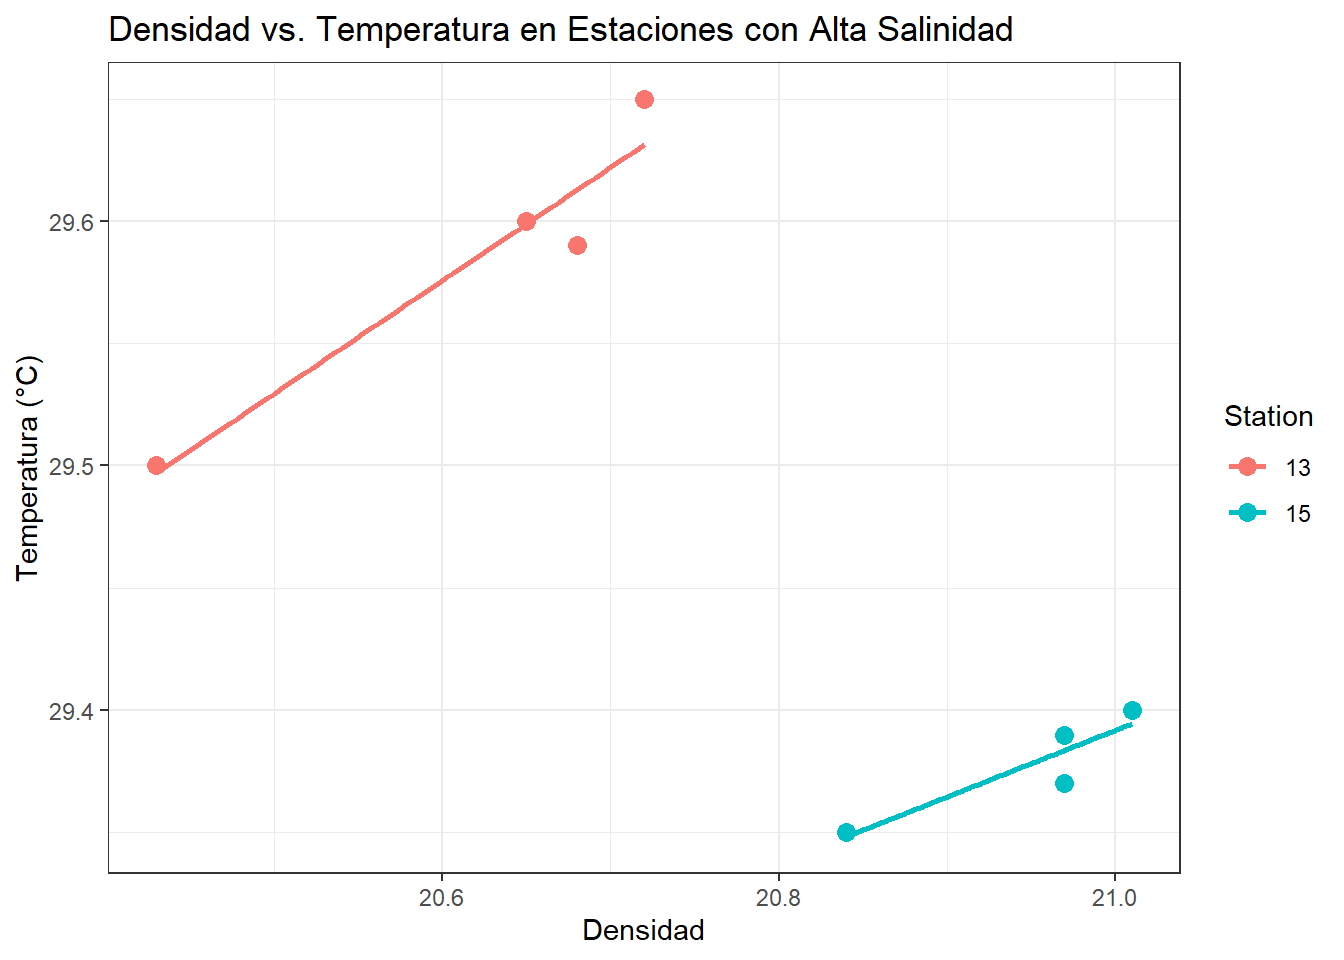 Densidad vs. Temperatura en Estaciones con Alta Salinidad
Temperatura (°C)
29.6
29.5
29.4
20.6
20.8
21.0
Densidad
Station
13
15